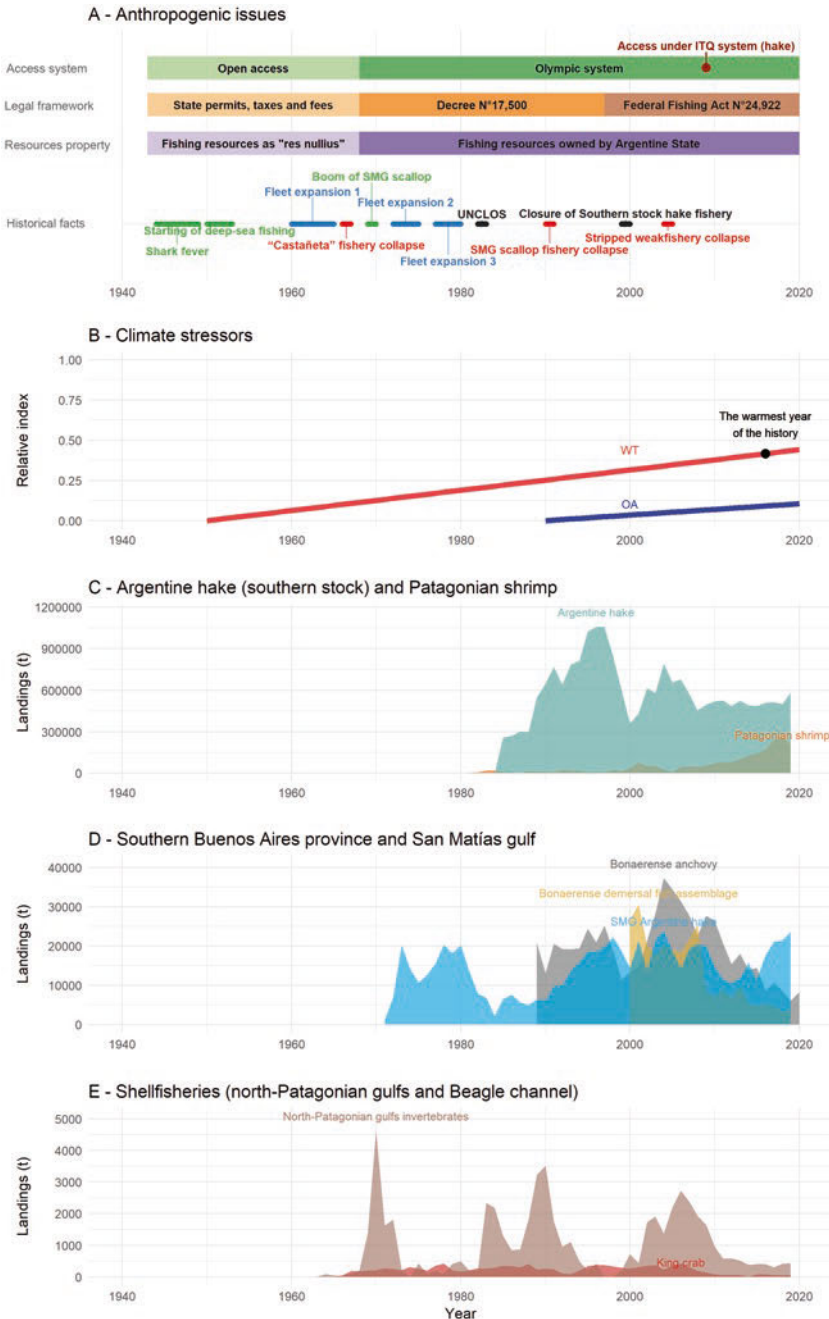 A - Anthropogenic issues
Access under ITQ system (hake)
Access system
Open access
Olympic system
Legal framework
State permits, taxes and fees
Decree N°17,500
Federal Fishing Act N°24,922
Resources property
Fishing resources as "res nullius"
Fishing resources owned by Argentine State
Boom of SMG scallop
Fleet expansion 1
Fleet expansion 2
UNCLOS
Closure of Southern stock hake fishery
Historical facts
Starting of deep-sea fishing
Shark fever
"Castañeta" fishery collapse
Fleet expansion 3
SMG scallop fishery collapse
Stripped weakfishery collapse
1940 1960 1980 2000 2020
B - Climate stressors
Relative index
1.00
0.75
0.50
0.25
0.00
The warmest year
of the history
WT
OA
1940 1960 1980 2000 2020
C - Argentine hake (southern stock) and Patagonian shrimp
Landings (t)
1200000
900000
600000
300000
0
Argentine hake
Patagonian shrimp
1940 1960 1980 2000 2020
D - Southern Buenos Aires province and San Matías gulf
Landings (t)
40000
30000
20000
10000
0
Bonaerense anchovy
Bonaerense demersal fish assemblage
SMG Argentine hake
1940 1960 1980 2000 2020
E - Shellfisheries (north-Patagonian gulfs and Beagle channel)
Landings (t)
5000
4000
3000
2000
1000
0
North-Patagonian gulfs invertebrates
King crab
1940 1960 1980 2000 2020
Year